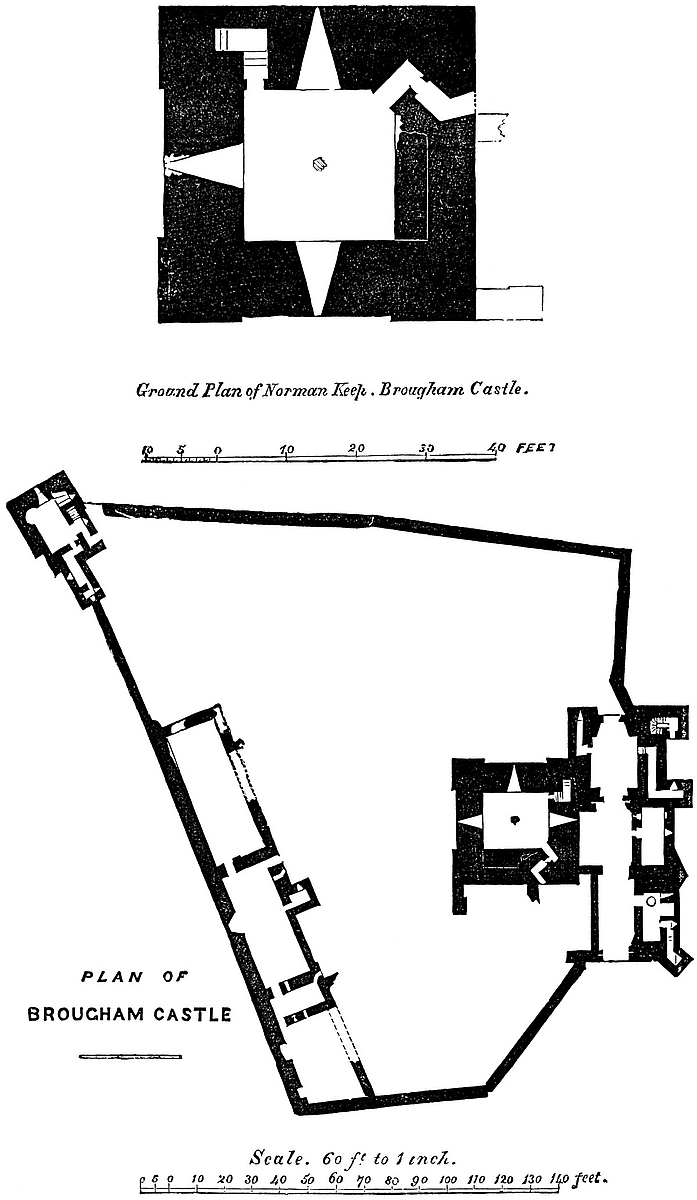 Ground Plan of Norman Keep. Brougham Castle.
10 5 0 10 20 30 40 FEET
PLAN OF
BROUGHAM CASTLE
Scale. 60 ft to 1 inch.
5 0 10 20 30 40 50 60 70 80 90 100 110 120 130 140 feet.